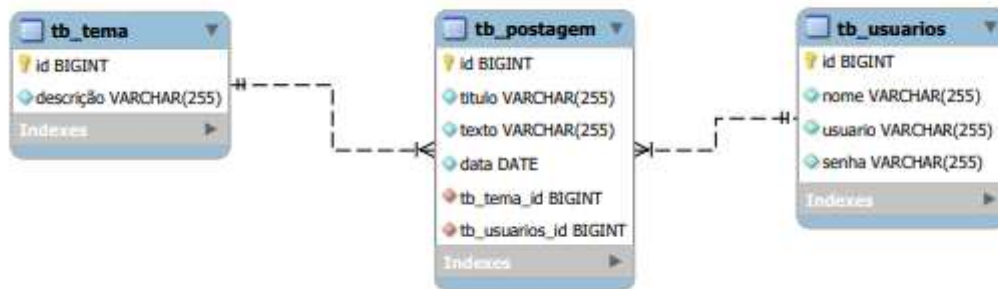 tb_tema
id BIGINT
descrição VARCHAR(255)
Indexes
tb_postagem
id BIGINT
titulo VARCHAR(255)
texto VARCHAR(255)
data DATE
tb_tema_id BIGINT
tb_usuarios_id BIGINT
Indexes
tb_usuarios
id BIGINT
nome VARCHAR(255)
usuario VARCHAR(255)
senha VARCHAR(255)
Indexes